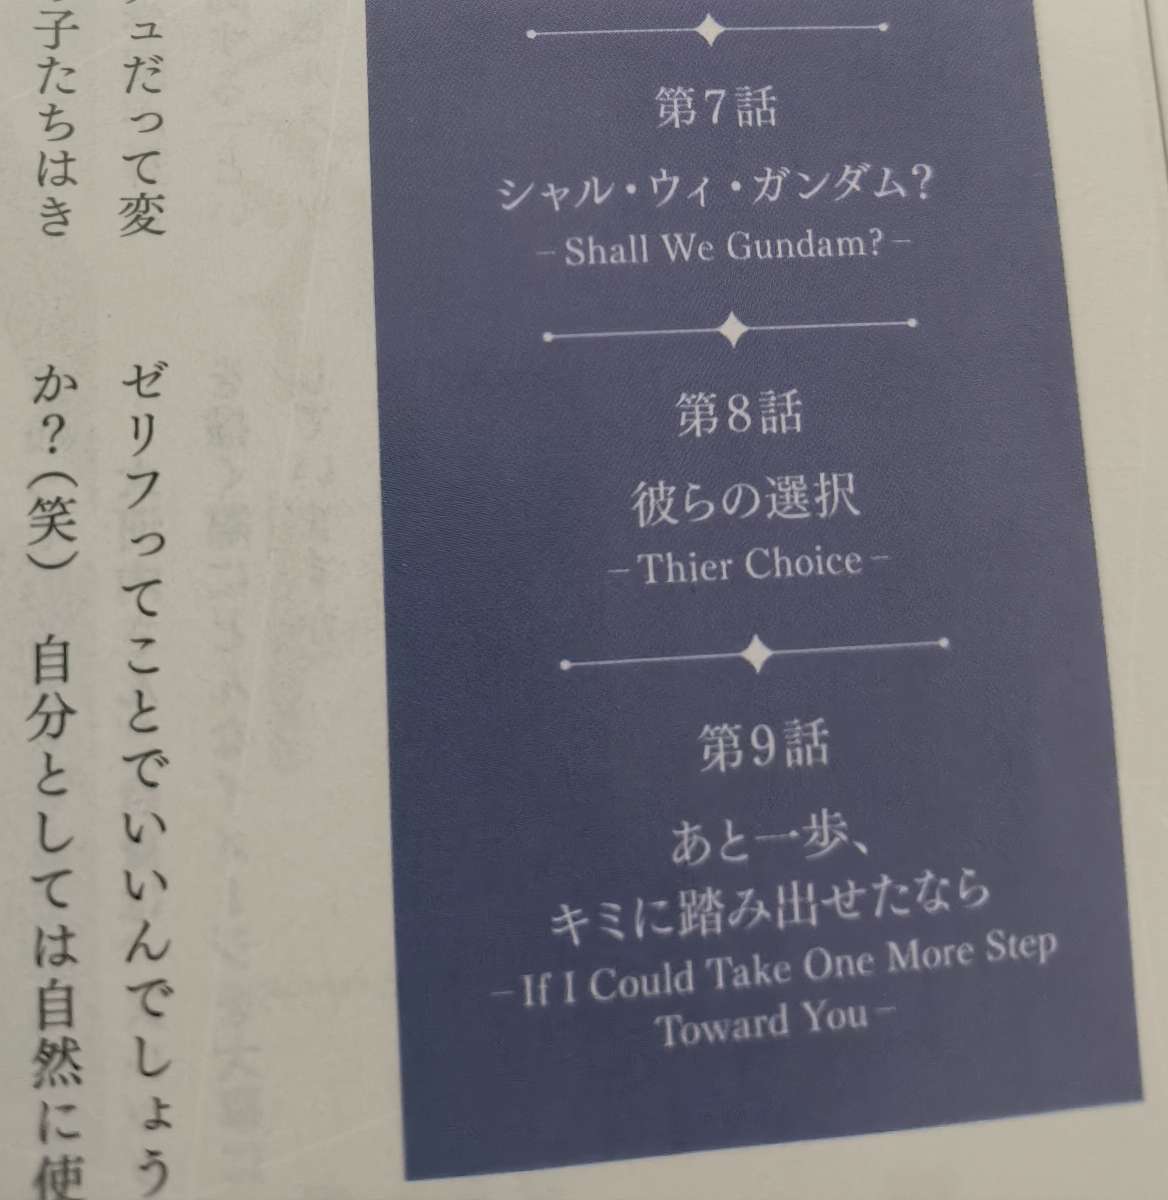 第7話
シャル・ウィ・ガンダム?
– Shall We Gundam? –
第8話
彼らの選択
– Thier Choice –
第9話
あと一歩、
キミに踏み出せたなら
– If I Could Take One More Step
Toward You –
ュだって変
子たちはき
ゼリフってことでいいんでしょう
か?(笑) 自分としては自然に使